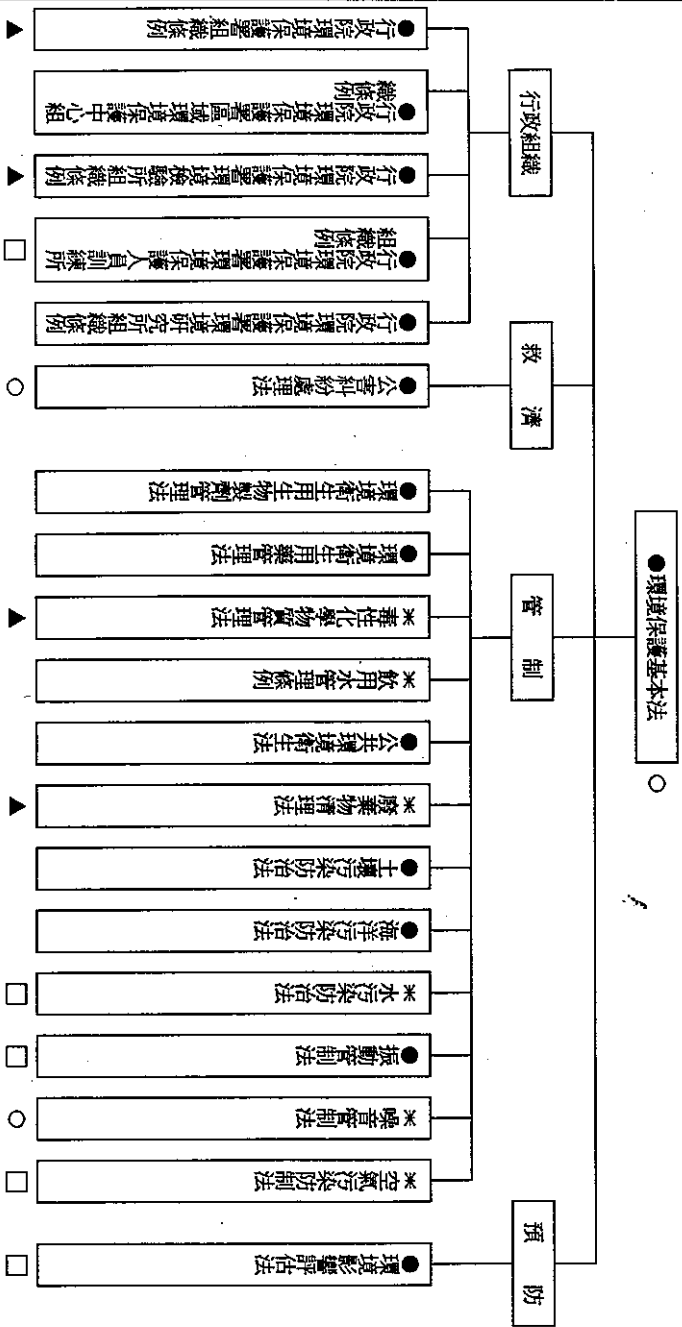 ●環境保護基本法 ○
預防
管制
救濟
行政組織
●環境影響評估法 □
※空氣污染防制法 □
※噪音管制法 ○
●振動管制法 □
※水污染防治法 □
●海洋污染防治法
●土壤污染防治法
※廢棄物清理法 ▲
●公共環境衛生法
※飲用水管理條例
※毒性化學物質管理法 ▲
●環境衛生用藥管理法
●環境衛生用生物製劑管理法
●公害糾紛處理法 ○
●行政院環境保護署環境研究所組織條例
●行政院環境保護署環境保護人員訓練所
組織條例 □
●行政院環境保護署環境檢驗所組織條例 ▲
●行政院環境保護署區域環境保護中心組
織條例
●行政院環境保護署組織條例 ▲